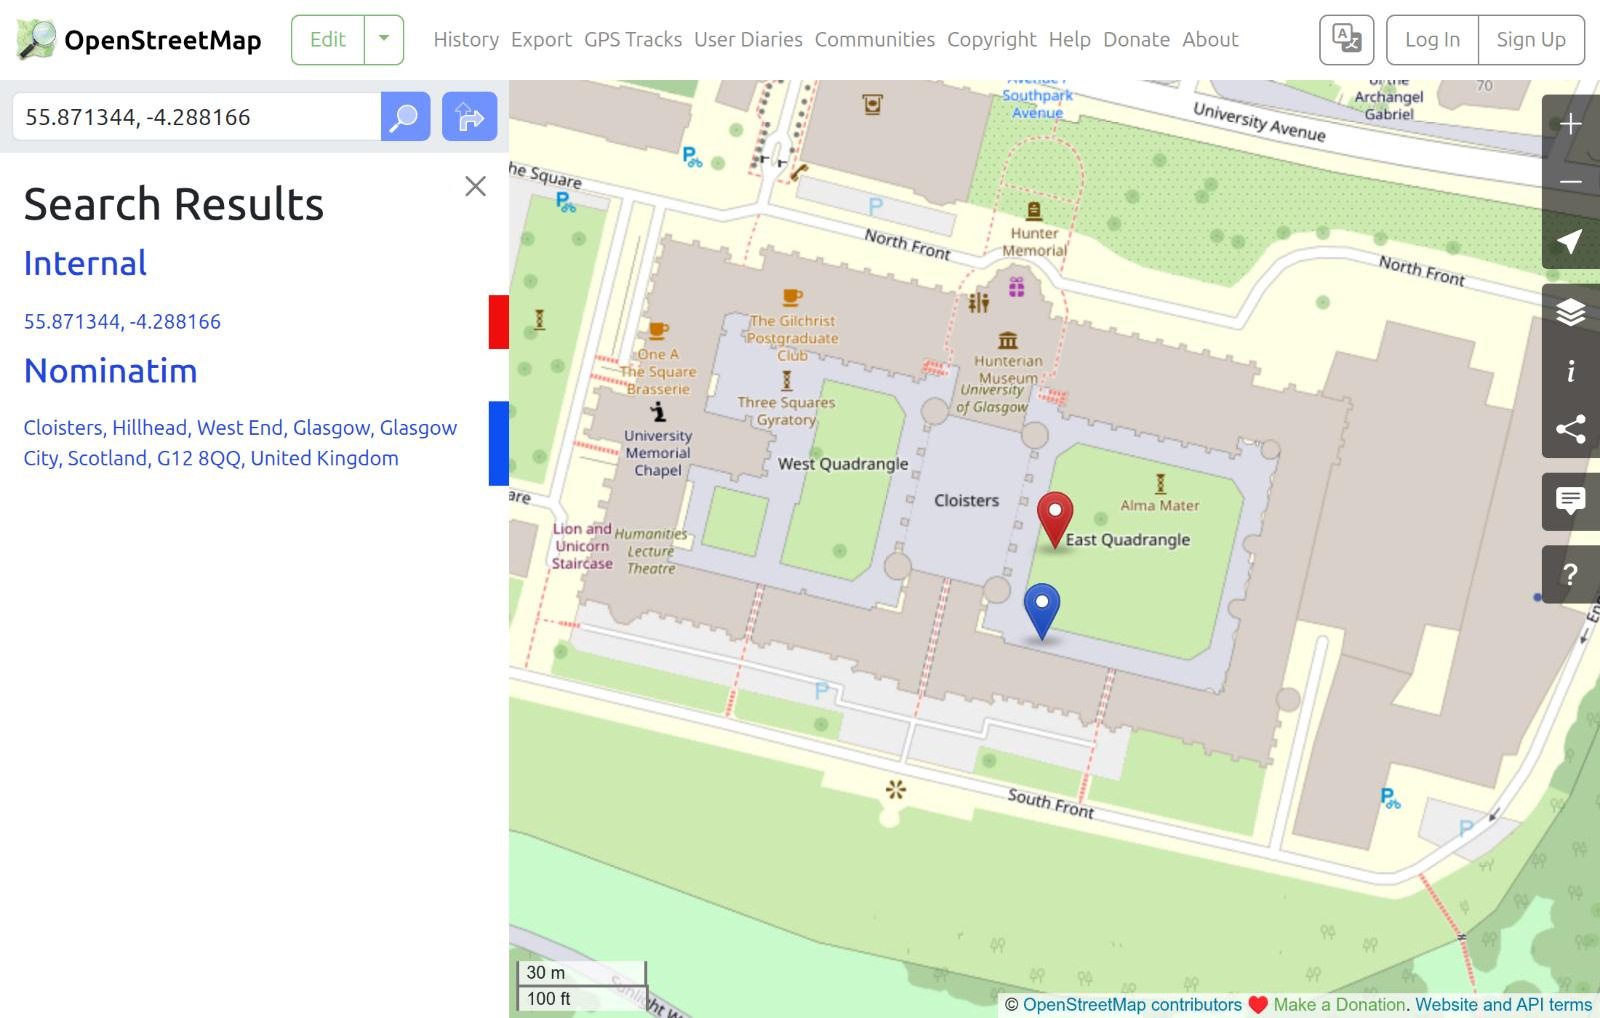 OpenStreetMap
Edit
History Export GPS Tracks User Diaries Communities Copyright Help Donate About
Log In
Sign Up
55.871344, -4.288166
Search Results
Internal
55.871344, -4.288166
Nominatim
Cloisters, Hillhead, West End, Glasgow, Glasgow
City, Scotland, G12 8QQ, United Kingdom
Southpark
Avenue
Archangel
Gabriel
70
University Avenue
he Square
P
P
P
North Front
Hunter
Memorial
North Front
The Gilchrist
Postgraduate
Club
One A
The Square
Brasserie
Hunterian
Museum
University
of Glasgow
Three Squares
Gyratory
University
Memorial
Chapel
West Quadrangle
Cloisters
Alma Mater
East Quadrangle
are
Lion and
Unicorn
Staircase
Humanities
Lecture
Theatre
P
South Front
P
P
30 m
100 ft
© OpenStreetMap contributors ❤️ Make a Donation. Website and API terms